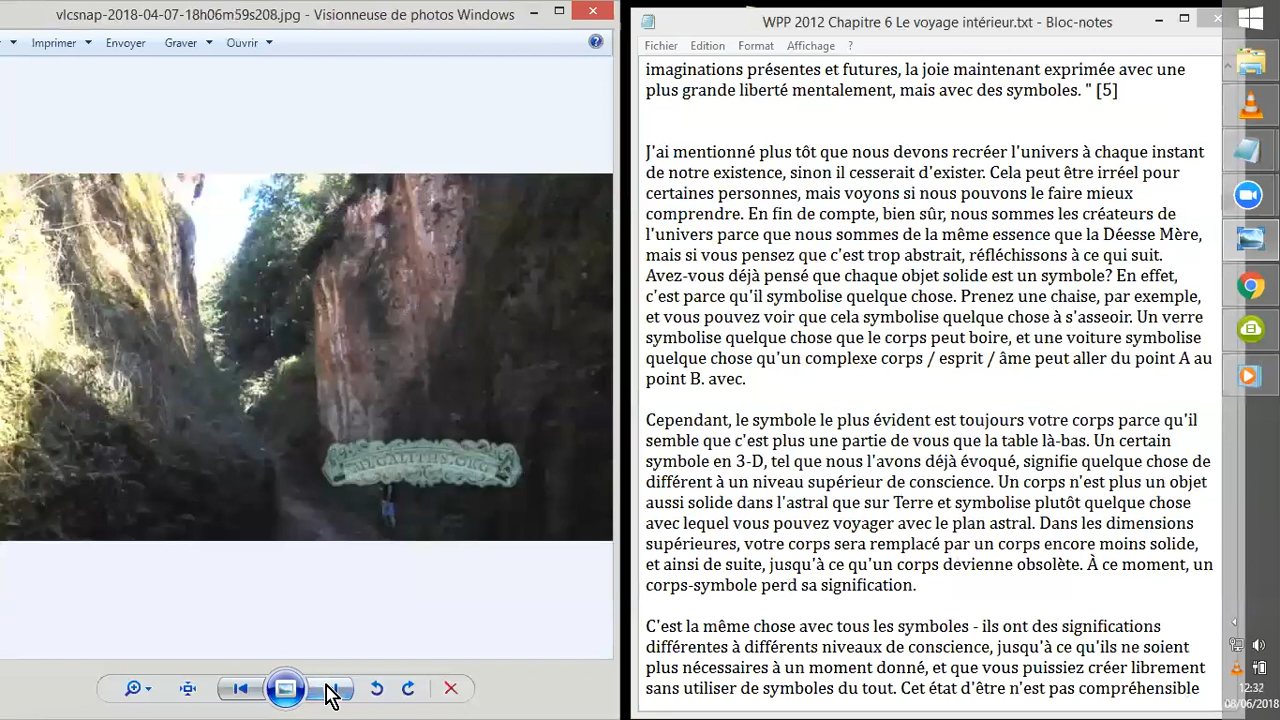 vlcsnap-2018-04-07-18h06m59s208.jpg - Visionneuse de photos Windows
Imprimer Envoyer Graver Ouvrir
WPP 2012 Chapitre 6 Le voyage intérieur.txt - Bloc-notes
Fichier Edition Format Affichage ?
imaginations présentes et futures, la joie maintenant exprimée avec une
plus grande liberté mentalement, mais avec des symboles. " [5]
J'ai mentionné plus tôt que nous devons recréer l'univers à chaque instant
de notre existence, sinon il cesserait d'exister. Cela peut être irréel pour
certaines personnes, mais voyons si nous pouvons le faire mieux
comprendre. En fin de compte, bien sûr, nous sommes les créateurs de
l'univers parce que nous sommes de la même essence que la Déesse Mère,
mais si vous pensez que c'est trop abstrait, réfléchissons à ce qui suit.
Avez-vous déjà pensé que chaque objet solide est un symbole? En effet,
c'est parce qu'il symbolise quelque chose. Prenez une chaise, par exemple,
et vous pouvez voir que cela symbolise quelque chose à s'asseoir. Un verre
symbolise quelque chose que le corps peut boire, et une voiture symbolise
quelque chose qu'un complexe corps / esprit / âme peut aller du point A au
point B. avec.
Cependant, le symbole le plus évident est toujours votre corps parce qu'il
semble que c'est plus une partie de vous que la table là-bas. Un certain
symbole en 3-D, tel que nous l'avons déjà évoqué, signifie quelque chose de
différent à un niveau supérieur de conscience. Un corps n'est plus un objet
aussi solide dans l'astral que sur Terre et symbolise plutôt quelque chose
avec lequel vous pouvez voyager avec le plan astral. Dans les dimensions
supérieures, votre corps sera remplacé par un corps encore moins solide,
et ainsi de suite, jusqu'à ce qu'un corps devienne obsolète. À ce moment, un
corps-symbole perd sa signification.
C'est la même chose avec tous les symboles - ils ont des significations
différentes à différents niveaux de conscience, jusqu'à ce qu'ils ne soient
plus nécessaires à un moment donné, et que vous puissiez créer librement
sans utiliser de symboles du tout. Cet état d'être n'est pas compréhensible
12:32
08/06/2018